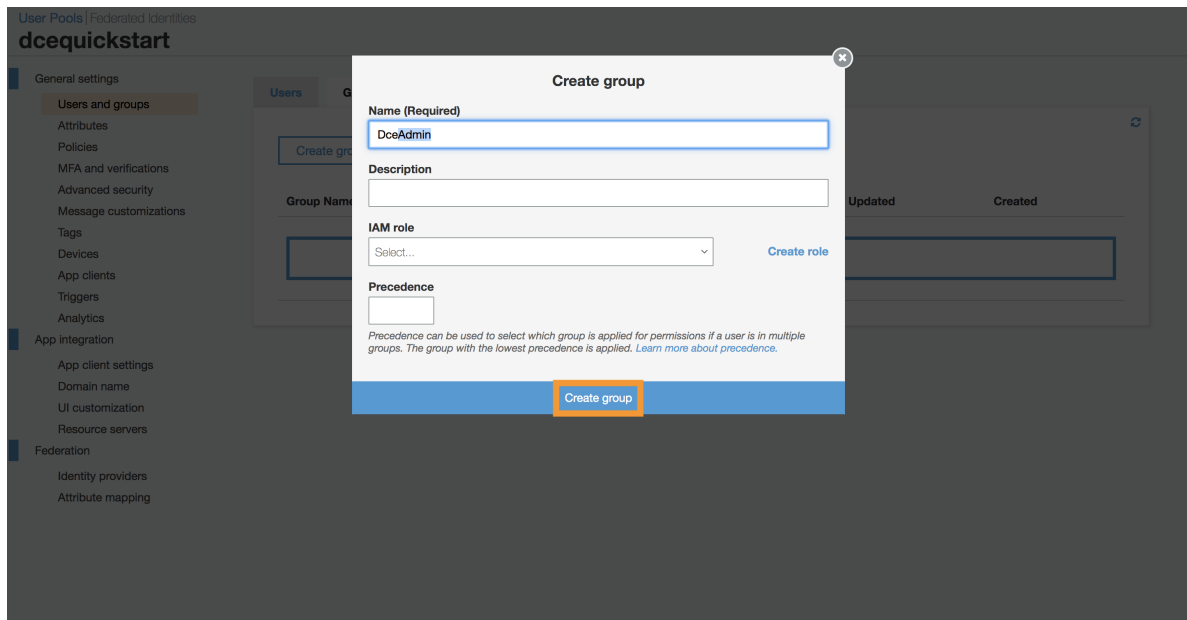 User Pools | Federated Identities
dcequickstart
General settings
Users and groups
Attributes
Policies
MFA and verifications
Advanced security
Message customizations
Tags
Devices
App clients
Triggers
Analytics
App integration
App client settings
Domain name
UI customization
Resource servers
Federation
Identity providers
Attribute mapping
Users G
Create gro
Group Name Updated Created
Create group
Name (Required)
DceAdmin
Description
IAM role
Select... Create role
Precedence
Precedence can be used to select which group is applied for permissions if a user is in multiple
groups. The group with the lowest precedence is applied. Learn more about precedence.
Create group